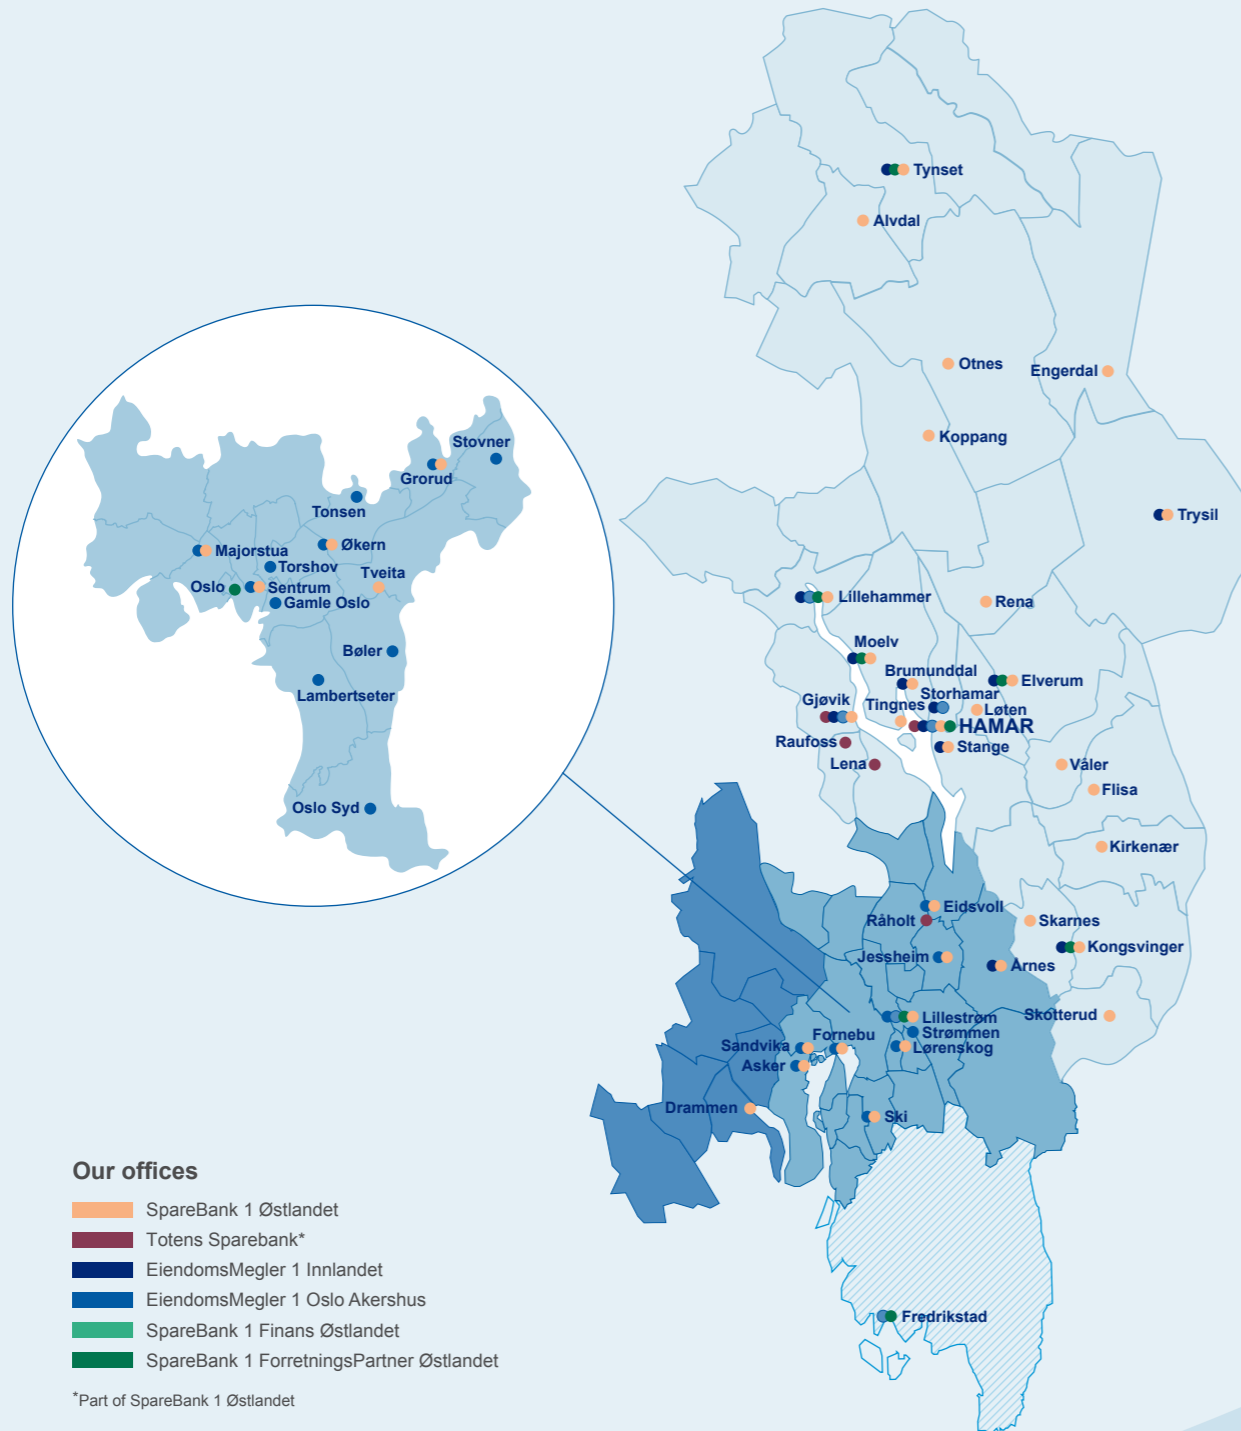 Tynset
Alvdal
Otnes
Engerdal
Koppang
Trysil
Stovner
Grorud
Tonsen
Økern
Majorstua
Torshov
Tveita
Oslo
Sentrum
Gamle Oslo
Bøler
Lambertseter
Oslo Syd
Lillehammer
Rena
Moelv
Brumunddal
Elverum
Storhamar
Gjøvik
Tingnes
Løten
HAMAR
Raufoss
Stange
Lena
Våler
Flisa
Kirkenær
Eidsvoll
Råholt
Skarnes
Kongsvinger
Jessheim
Årnes
Lillestrøm
Skotterud
Strømmen
Fornebu
Sandvika
Lørenskog
Asker
Drammen
Ski
Fredrikstad
Our offices
SpareBank 1 Østlandet
Totens Sparebank*
EiendomsMegler 1 Innlandet
EiendomsMegler 1 Oslo Akershus
SpareBank 1 Finans Østlandet
SpareBank 1 ForretningsPartner Østlandet
*Part of SpareBank 1 Østlandet